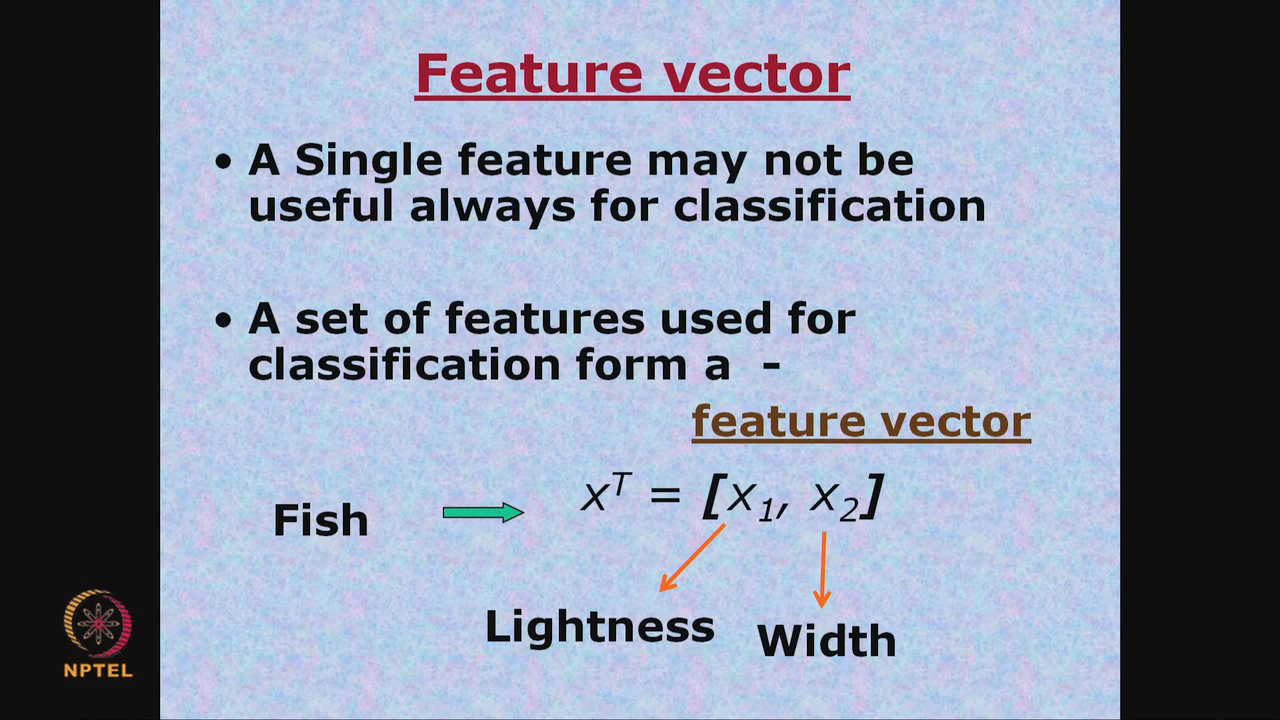 Feature vector
• A Single feature may not be
useful always for classification
• A set of features used for
classification form a -
feature vector
Fish
xᵀ = [x₁, x₂]
Lightness
Width
NPTEL